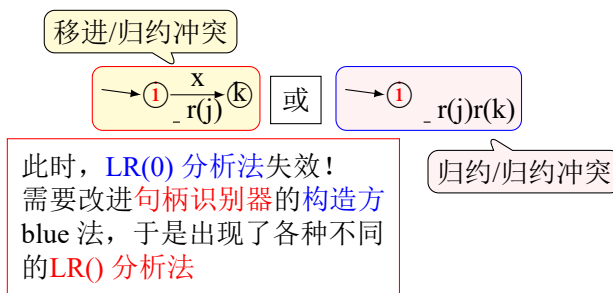 移进/归约冲突
x
1 k
_ r(j)
或
1
_ r(j)r(k)
归约/归约冲突
此时，LR(0) 分析法失效！
需要改进句柄识别器的构造方
blue 法，于是出现了各种不同
的LR() 分析法